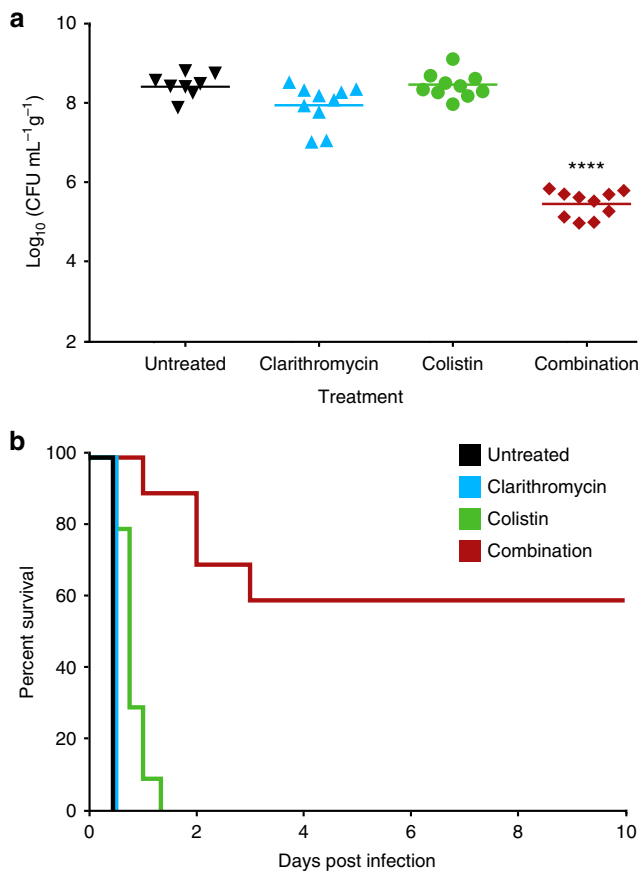 a
10
8
6
4
2
Log10 (CFU mL−1g−1)
****
Untreated
Clarithromycin
Colistin
Combination
Treatment
b
100
80
60
40
20
0
Percent survival
Untreated
Clarithromycin
Colistin
Combination
0
2
4
6
8
10
Days post infection